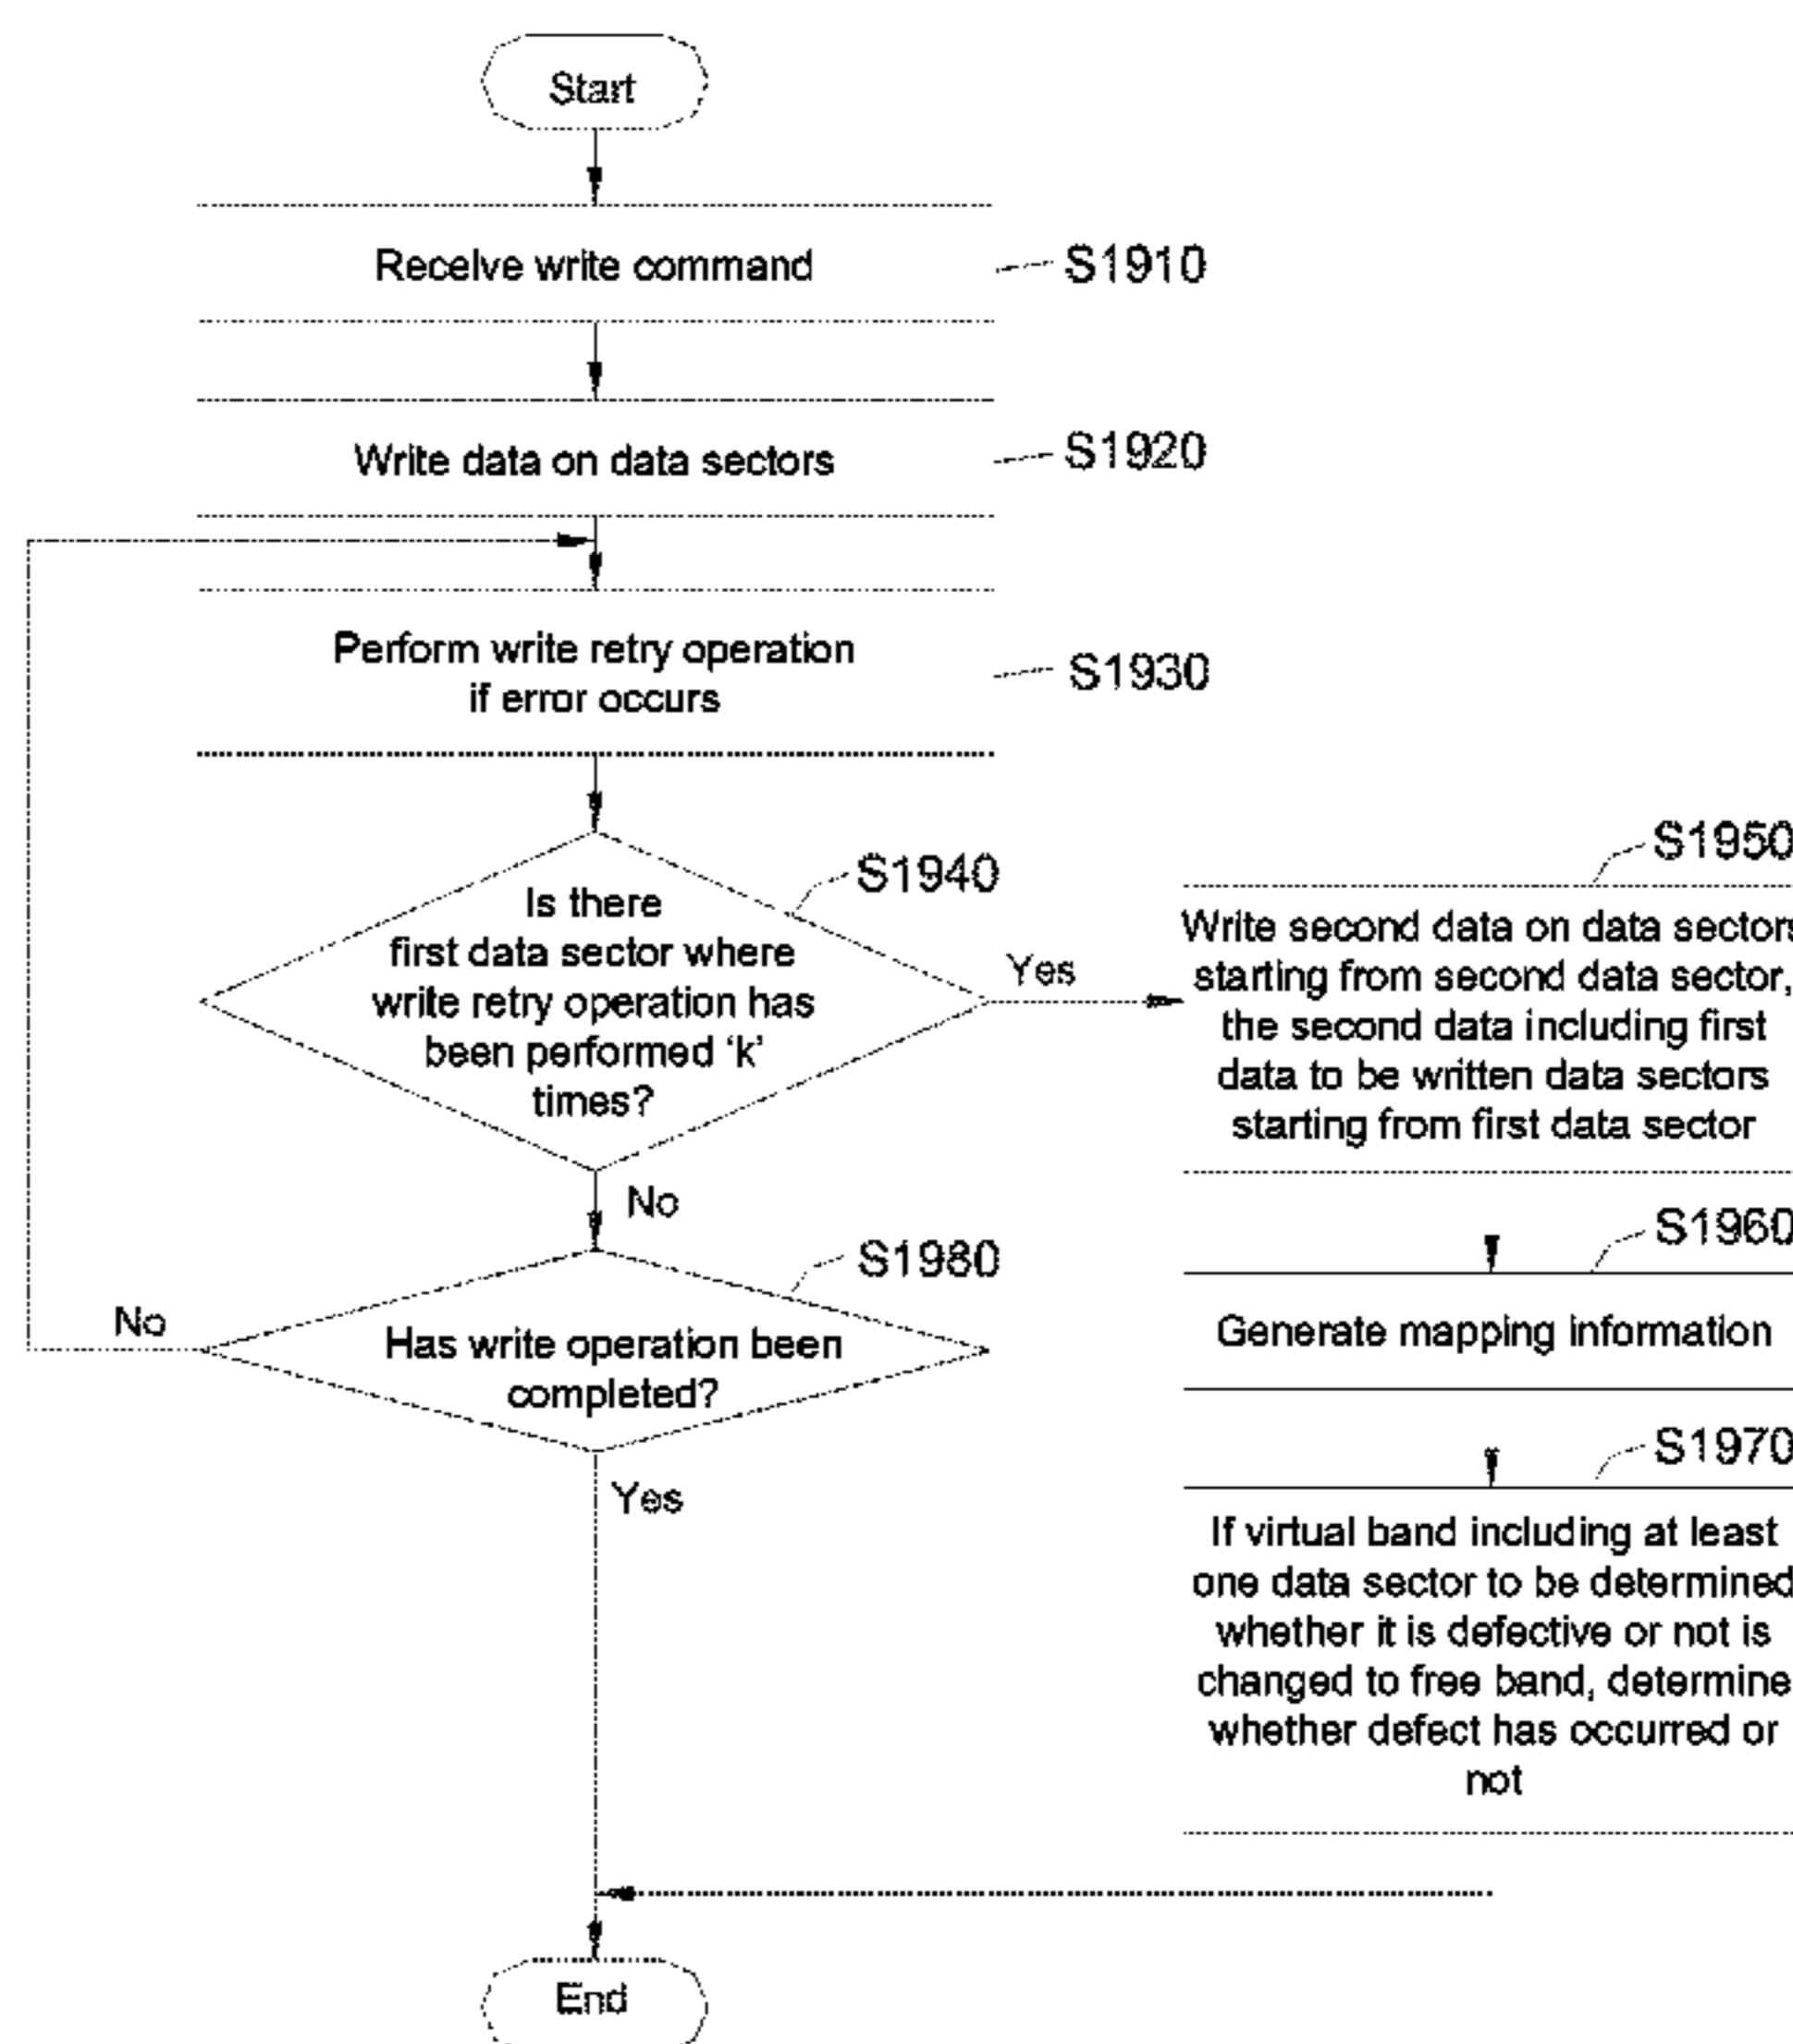 Start
Receive write command
S1910
Write data on data sectors
S1920
Perform write retry operation
if error occurs
S1930
Is there
first data sector where
write retry operation has
been performed ‘k’
times?
S1940
Yes
S1950
Write second data on data sectors
starting from second data sector,
the second data including first
data to be written data sectors
starting from first data sector
No
S1960
Generate mapping information
S1980
Has write operation been
completed?
No
Yes
S1970
If virtual band including at least
one data sector to be determined
whether it is defective or not is
changed to free band, determine
whether defect has occurred or
not
End